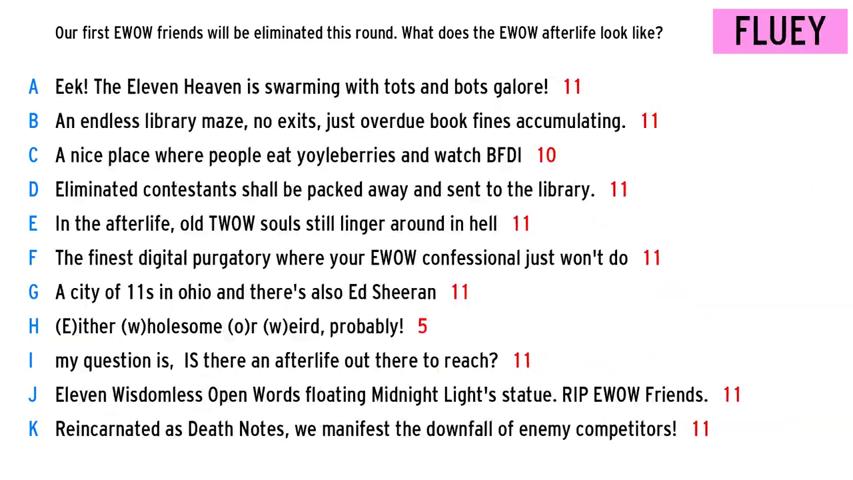 Our first EWOW friends will be eliminated this round. What does the EWOW afterlife look like?
FLUEY
A Eek! The Eleven Heaven is swarming with tots and bots galore! 11
B An endless library maze, no exits, just overdue book fines accumulating. 11
C A nice place where people eat yoyleberries and watch BFDI 10
D Eliminated contestants shall be packed away and sent to the library. 11
E In the afterlife, old TWOW souls still linger around in hell 11
F The finest digital purgatory where your EWOW confessional just won't do 11
G A city of 11s in ohio and there's also Ed Sheeran 11
H (E)ither (w)holesome (o)r (w)eird, probably! 5
I my question is, IS there an afterlife out there to reach? 11
J Eleven Wisdomless Open Words floating Midnight Light's statue. RIP EWOW Friends. 11
K Reincarnated as Death Notes, we manifest the downfall of enemy competitors! 11